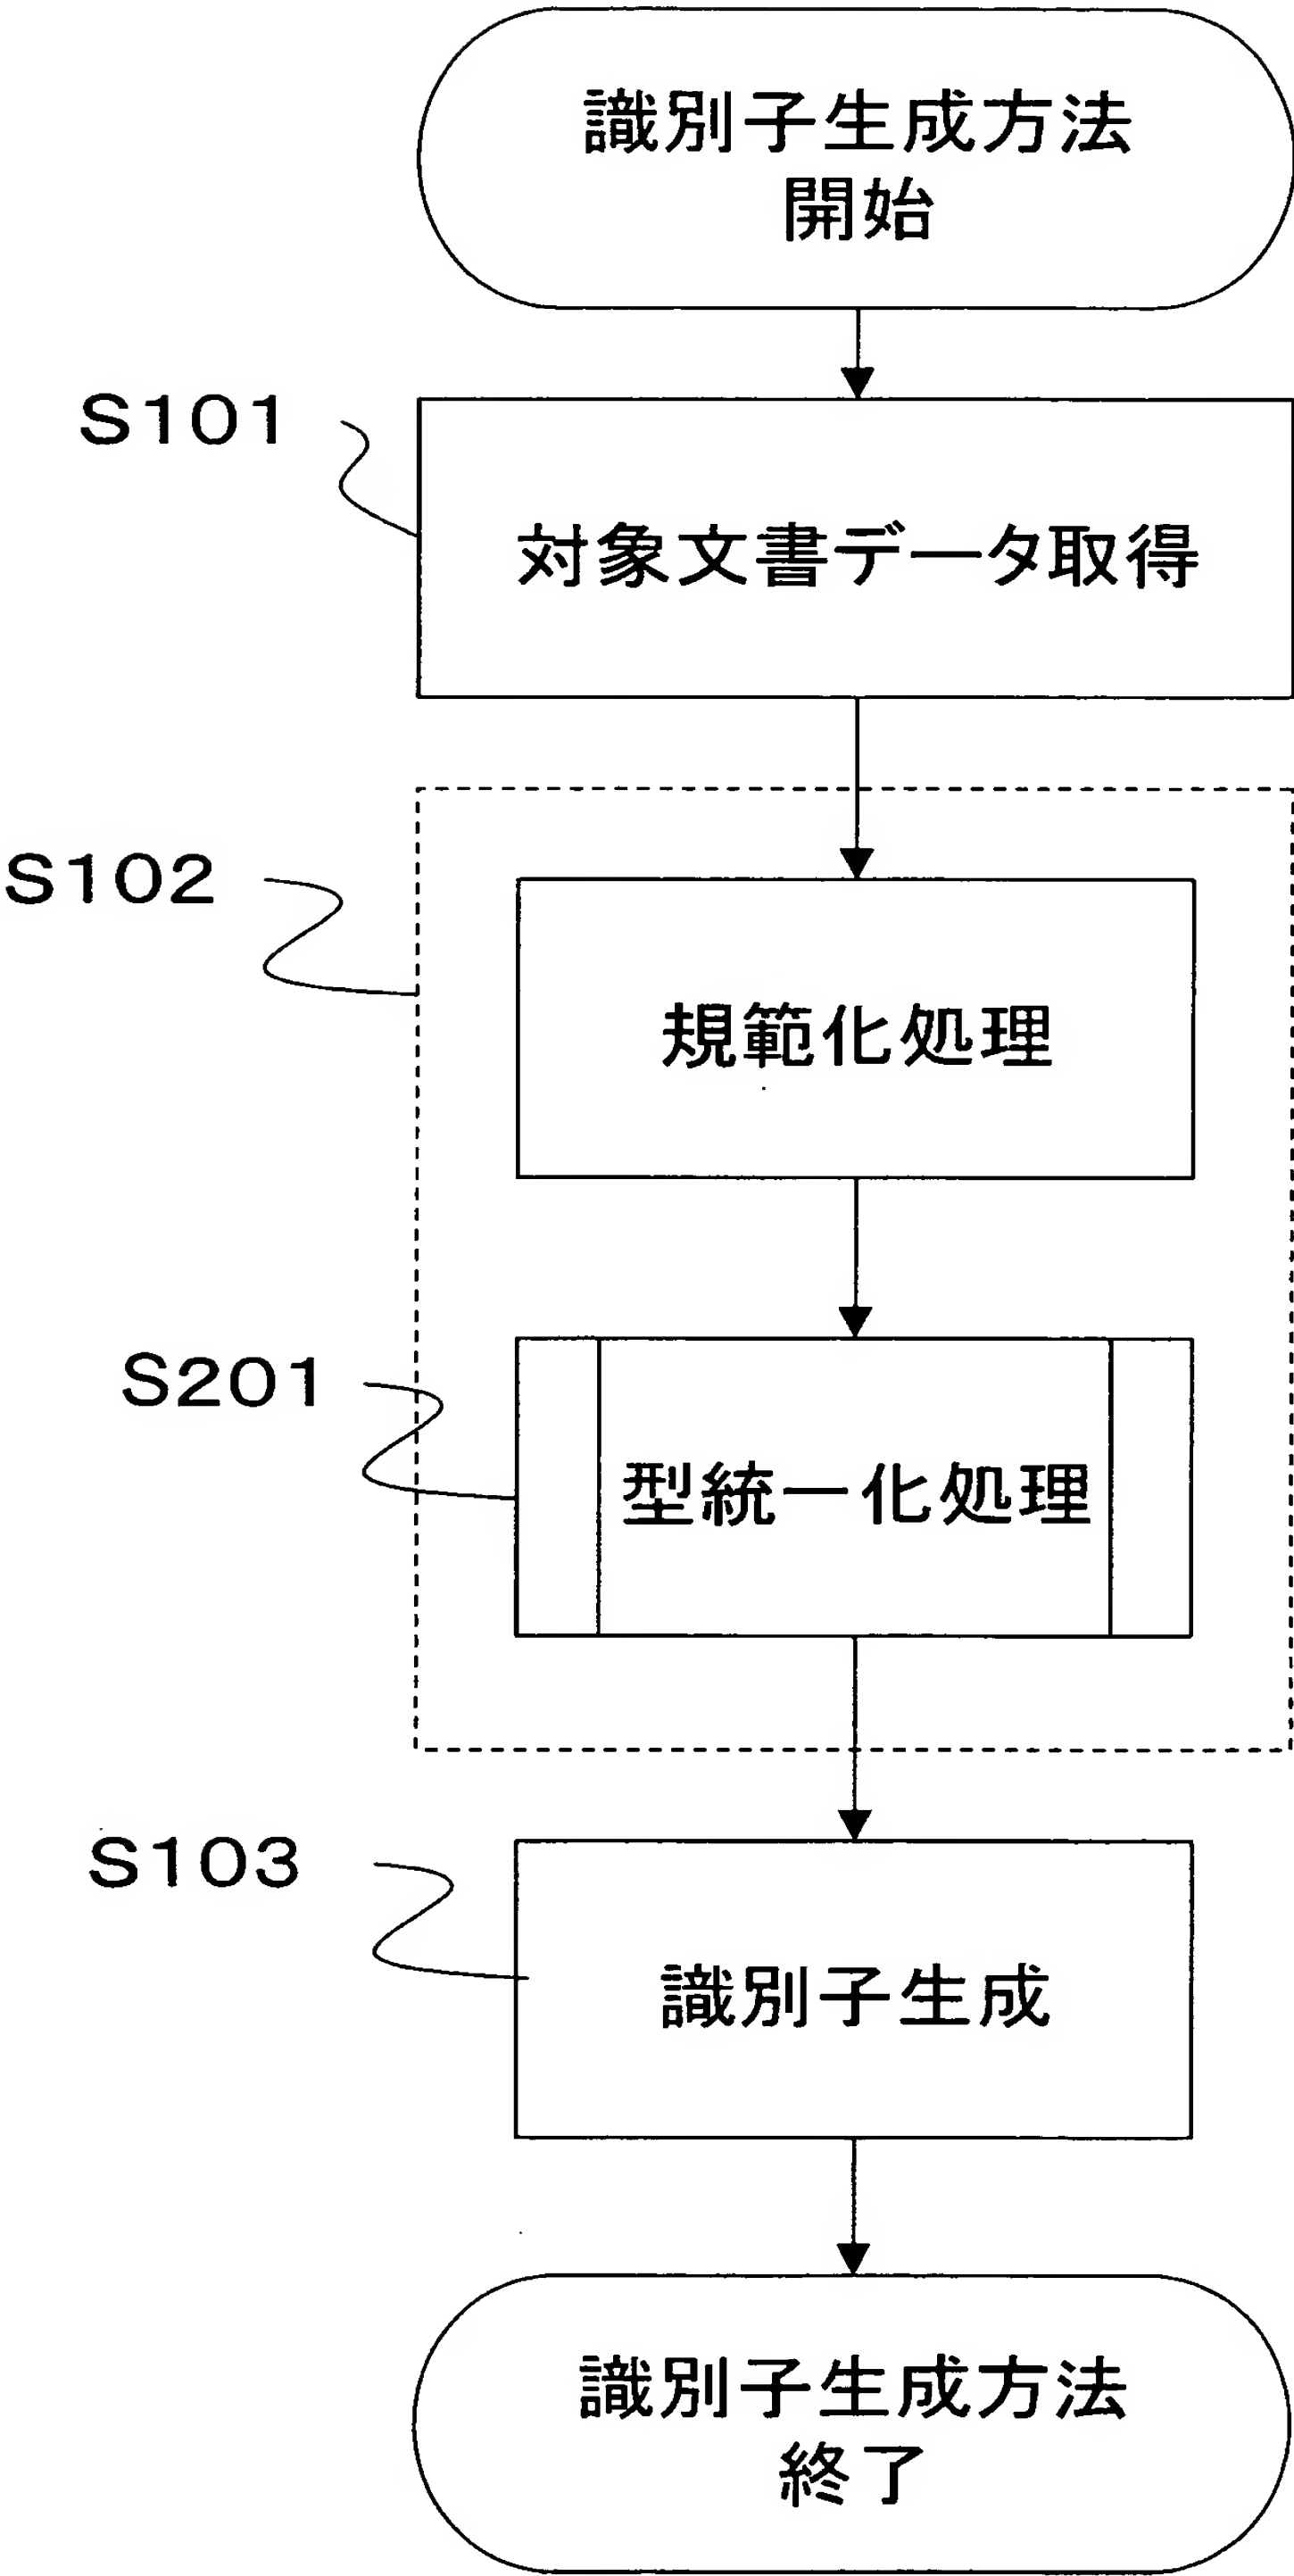 識別子生成方法
開始
S101
対象文書データ取得
S102
規範化処理
S201
型統一化処理
S103
識別子生成
識別子生成方法
終了